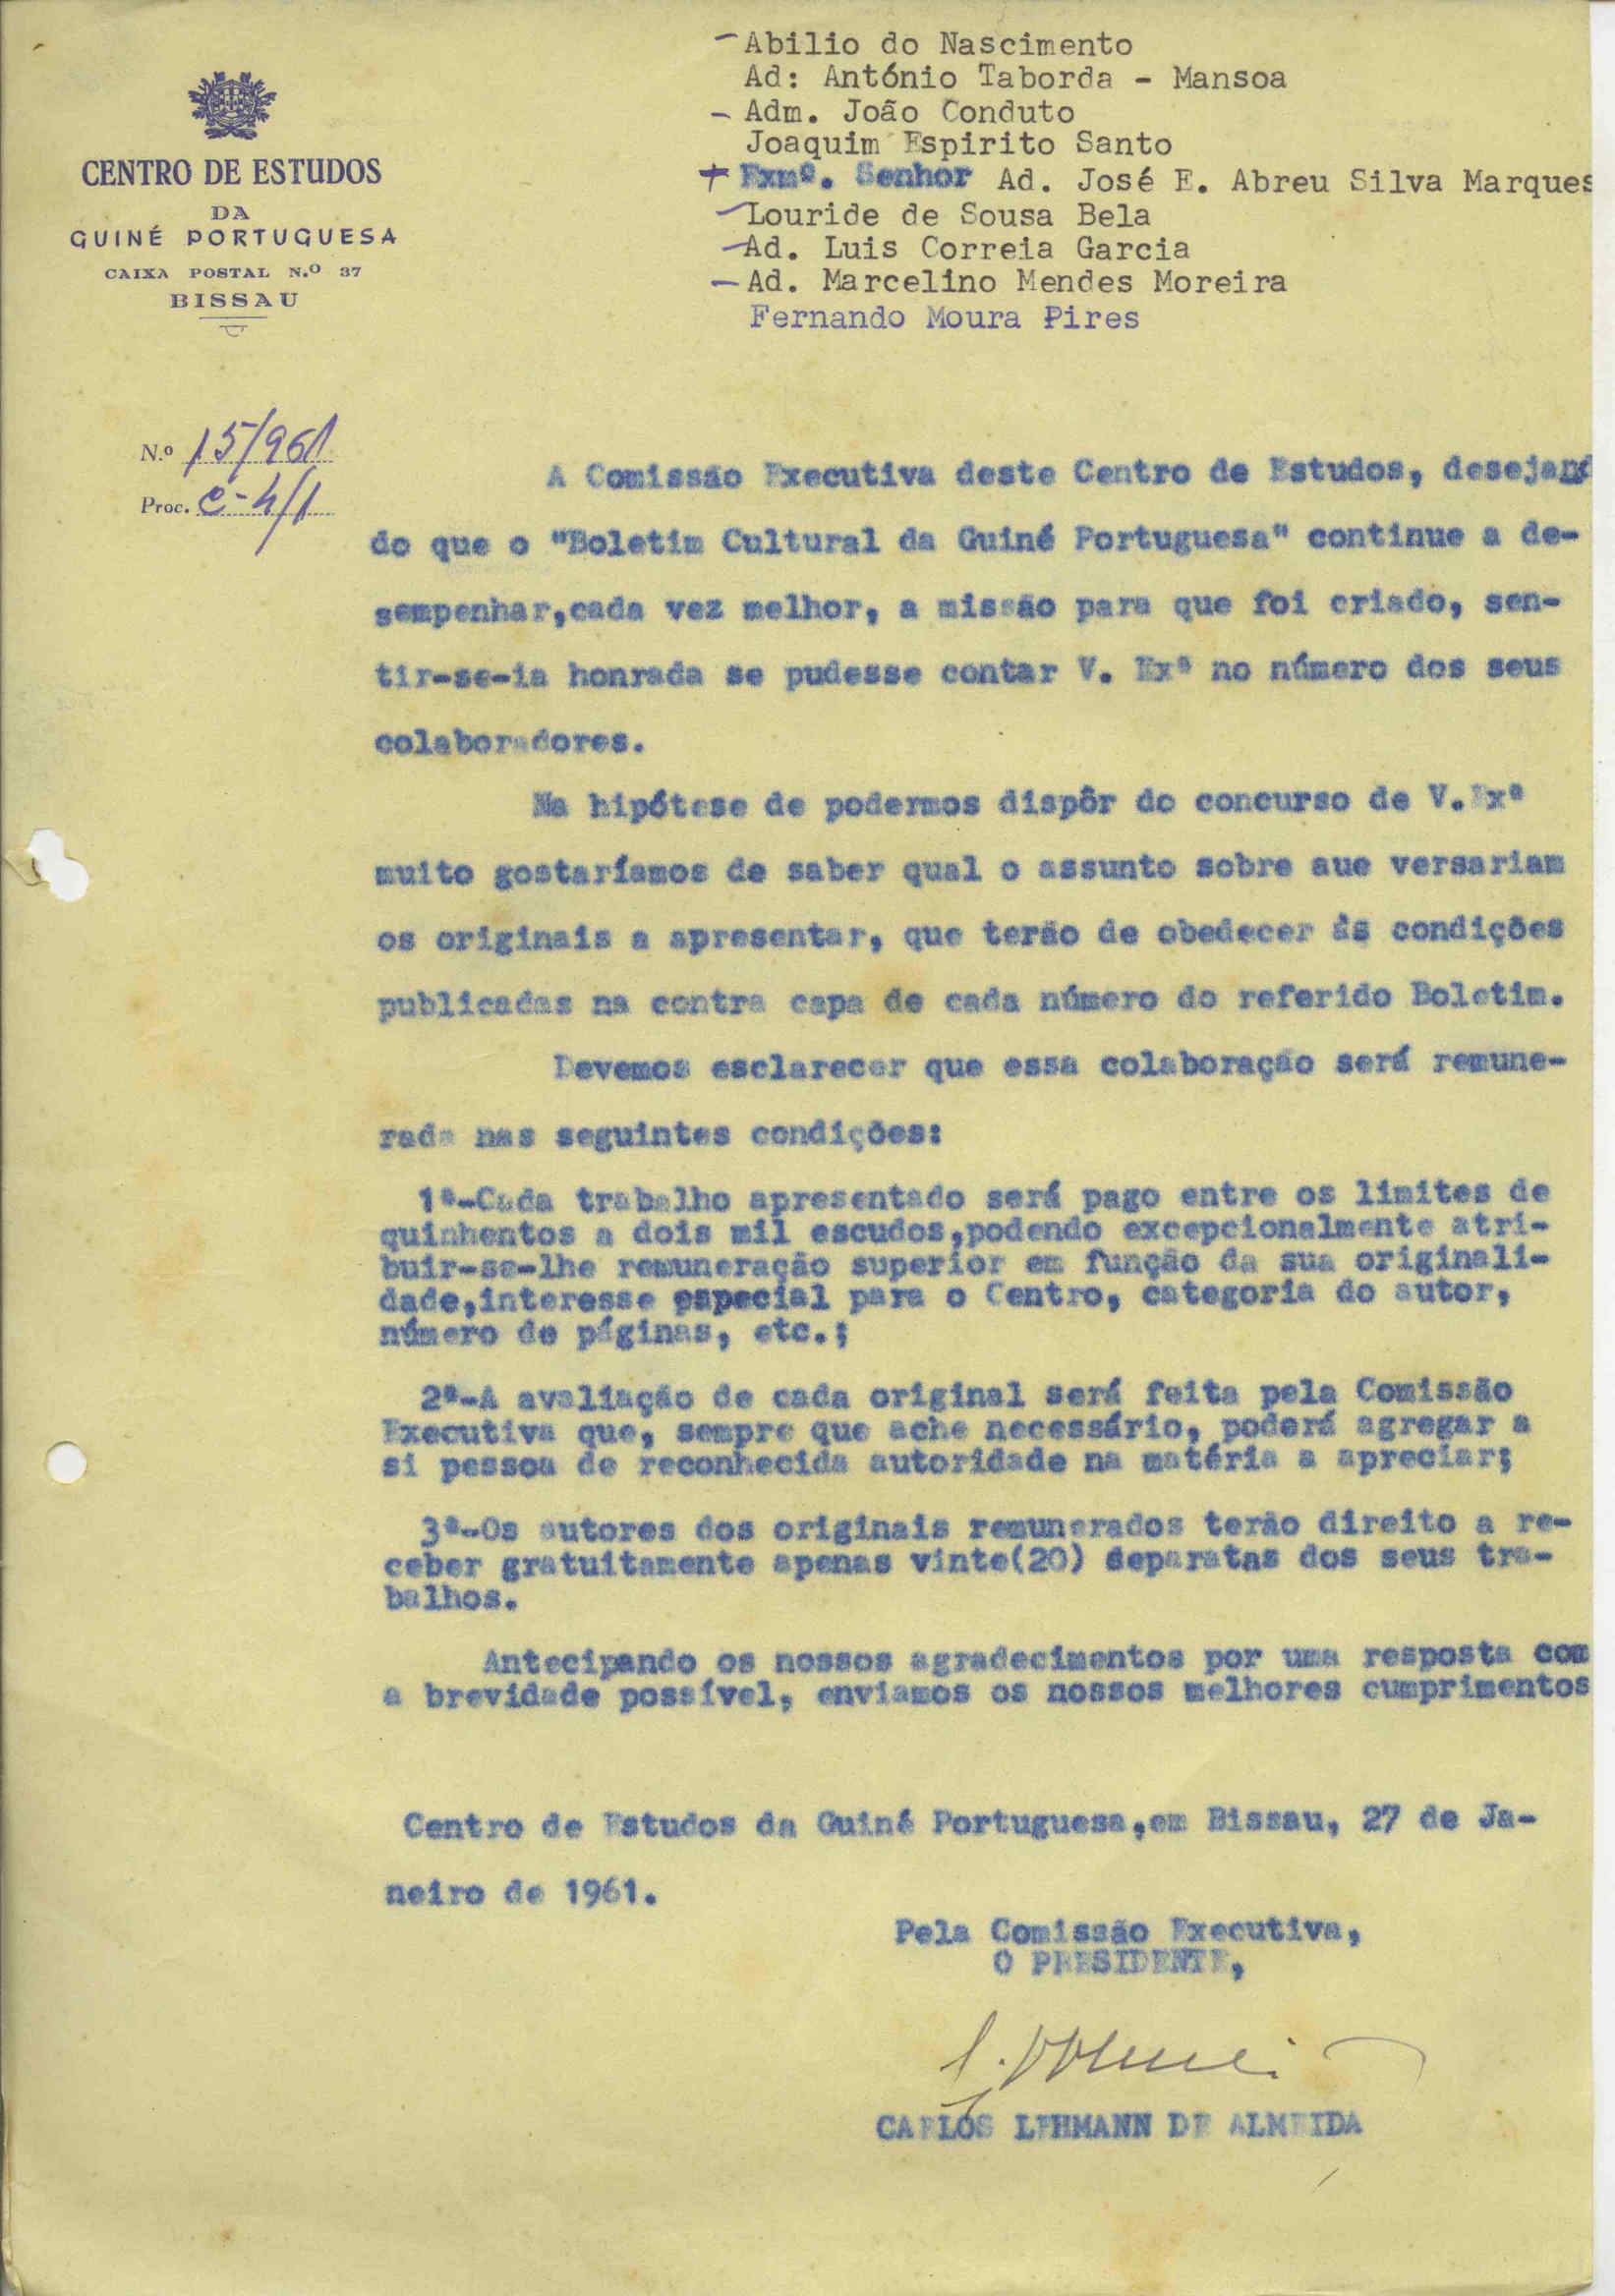 CENTRO DE ESTUDOS
DA
GUINÉ PORTUGUESA
CAIXA POSTAL N.º 37
BISSAU
Abilio do Nascimento
Ad: António Taborda - Mansoa
- Adm. João Conduto
Joaquim Espirito Santo
+ Exmº. Senhor Ad. José E. Abreu Silva Marques
Louride de Sousa Bela
Ad. Luis Correia Garcia
- Ad. Marcelino Mendes Moreira
Fernando Moura Pires
N.º 15/961
Proc. C-4/1
A Comissão Executiva deste Centro de Estudos, desejan
do que o "Boletim Cultural da Guiné Portuguesa" continue a de-
sempenhar,cada vez melhor, a missão para que foi criado, sen-
tir-se-ia honrada se pudesse contar V. Exª no número dos seus
colaboradores.
Na hipótese de podermos dispôr do concurso de V.Exª
muito gostaríamos de saber qual o assunto sobre aue versariam
os originais a apresentar, que terão de obedecer às condições
publicadas na contra capa de cada número do referido Boletim.
Devemos esclarecer que essa colaboração será remune-
rada nas seguintes condições:
1ª-Cada trabalho apresentado será pago entre os limites de
quinhentos a dois mil escudos,podendo excepcionalmente atri-
buir-se-lhe remuneração superior em função da sua originali-
dade,interesse especial para o Centro, categoria do autor,
número de páginas, etc.;
2ª-A avaliação de cada original será feita pela Comissão
Executiva que, sempre que ache necessário, poderá agregar a
si pessoa de reconhecida autoridade na matéria a apreciar;
3ª-Os autores dos originais remunerados terão direito a re-
ceber gratuitamente apenas vinte(20) separatas dos seus tra-
balhos.
Antecipando os nossos agradecimentos por uma resposta com
a brevidade possível, enviamos os nossos melhores cumprimentos
Centro de Estudos da Guiné Portuguesa,em Bissau, 27 de Ja-
neiro de 1961.
Pela Comissão Executiva,
O PRESIDENTE,
CARLOS LEHMANN DE ALMEIDA